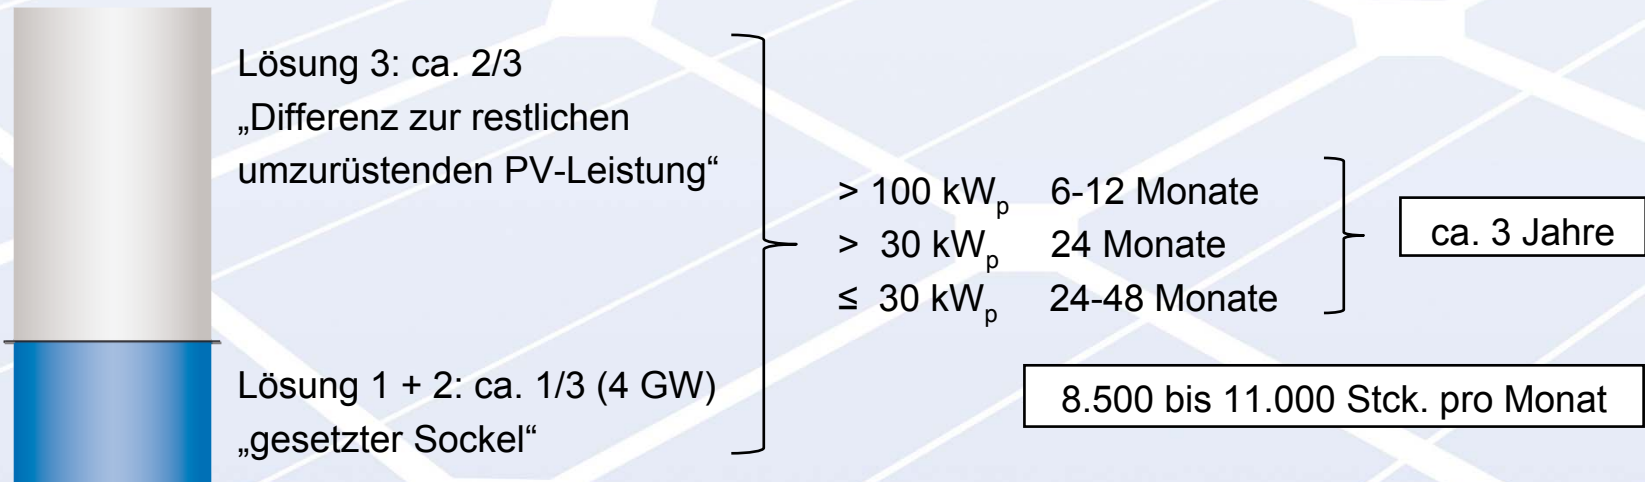 Lösung 3: ca. 2/3
„Differenz zur restlichen
umzurüstenden PV-Leistung“
Lösung 1 + 2: ca. 1/3 (4 GW)
„gesetzter Sockel“
> 100 kWp 6-12 Monate
> 30 kWp 24 Monate
≤ 30 kWp 24-48 Monate
ca. 3 Jahre
8.500 bis 11.000 Stck. pro Monat